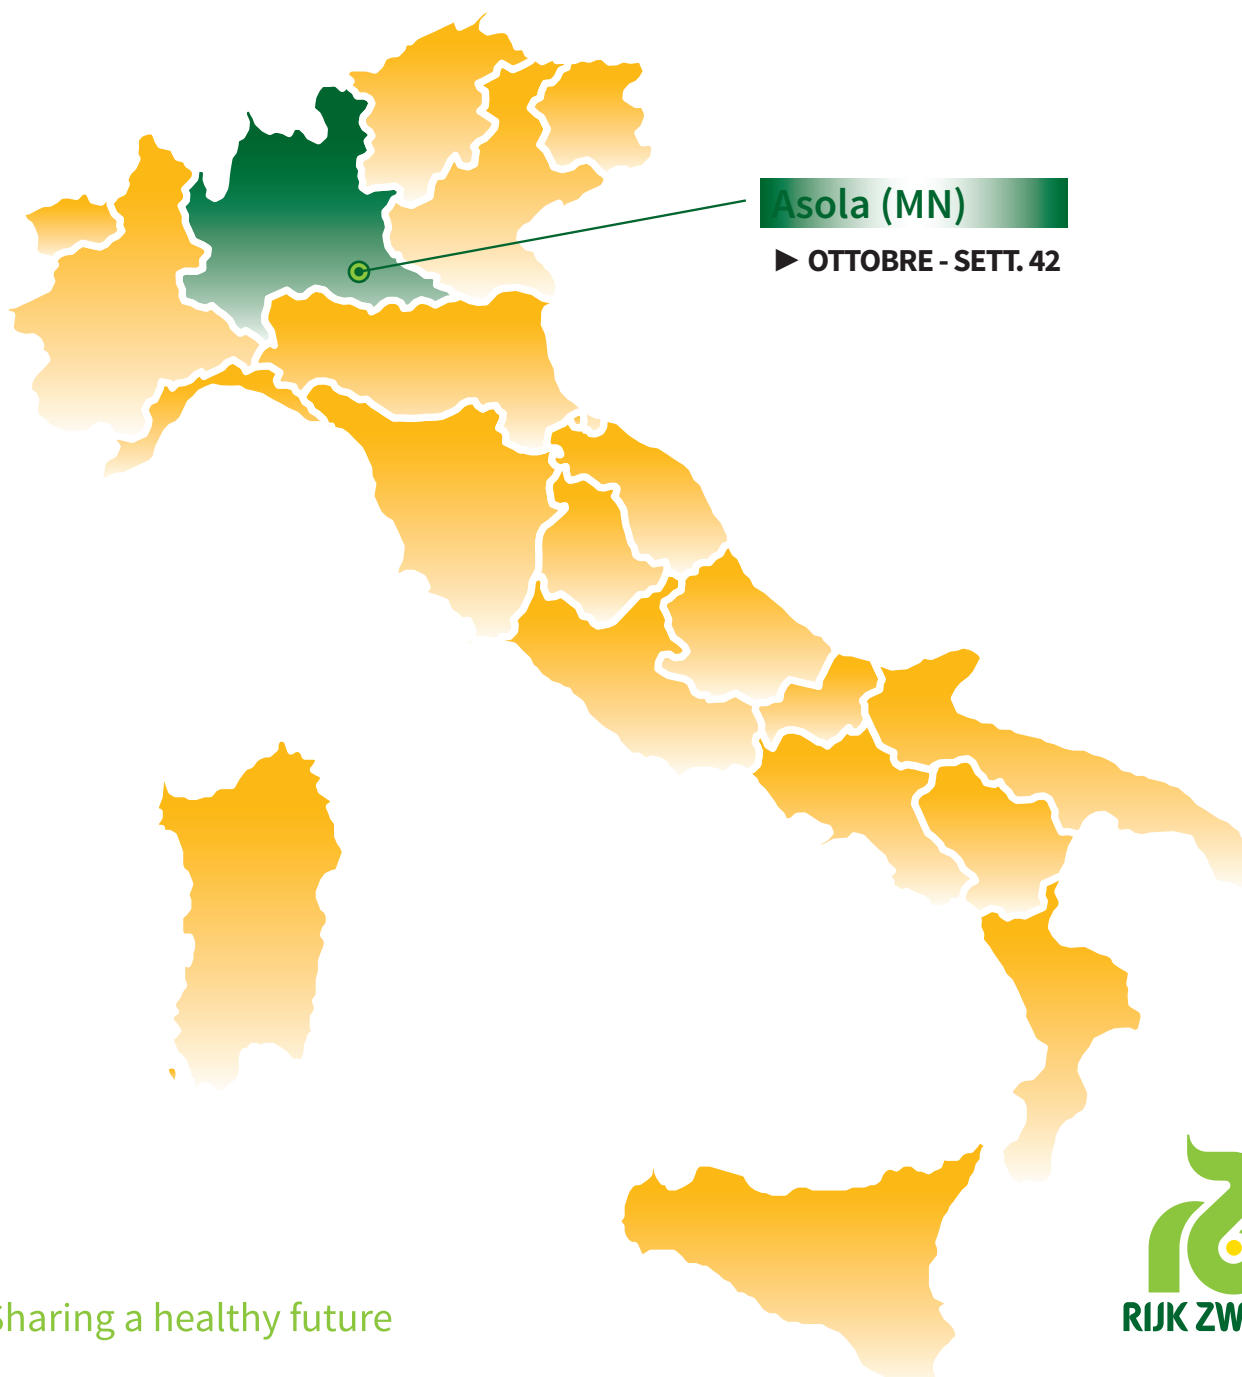 Asola (MN)
► OTTOBRE - SETT. 42
Sharing a healthy future
RIJK ZW